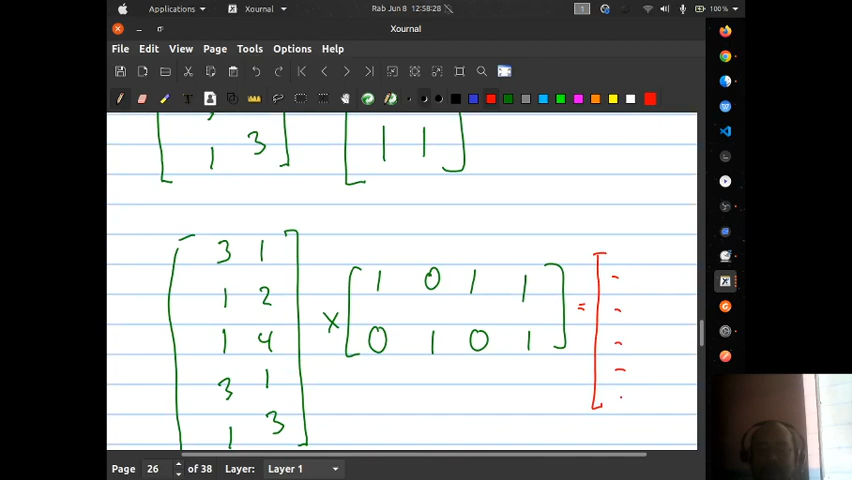 Applications Xournal Rab Jun 8 12:58:28 1 100%
Xournal
File Edit View Page Tools Options Help
1 3 1 1
3 1
1 0 1 1
1 2
X =
1 4 0 1 0 1
3 1
1 3
Page 26 of 38 Layer: Layer 1